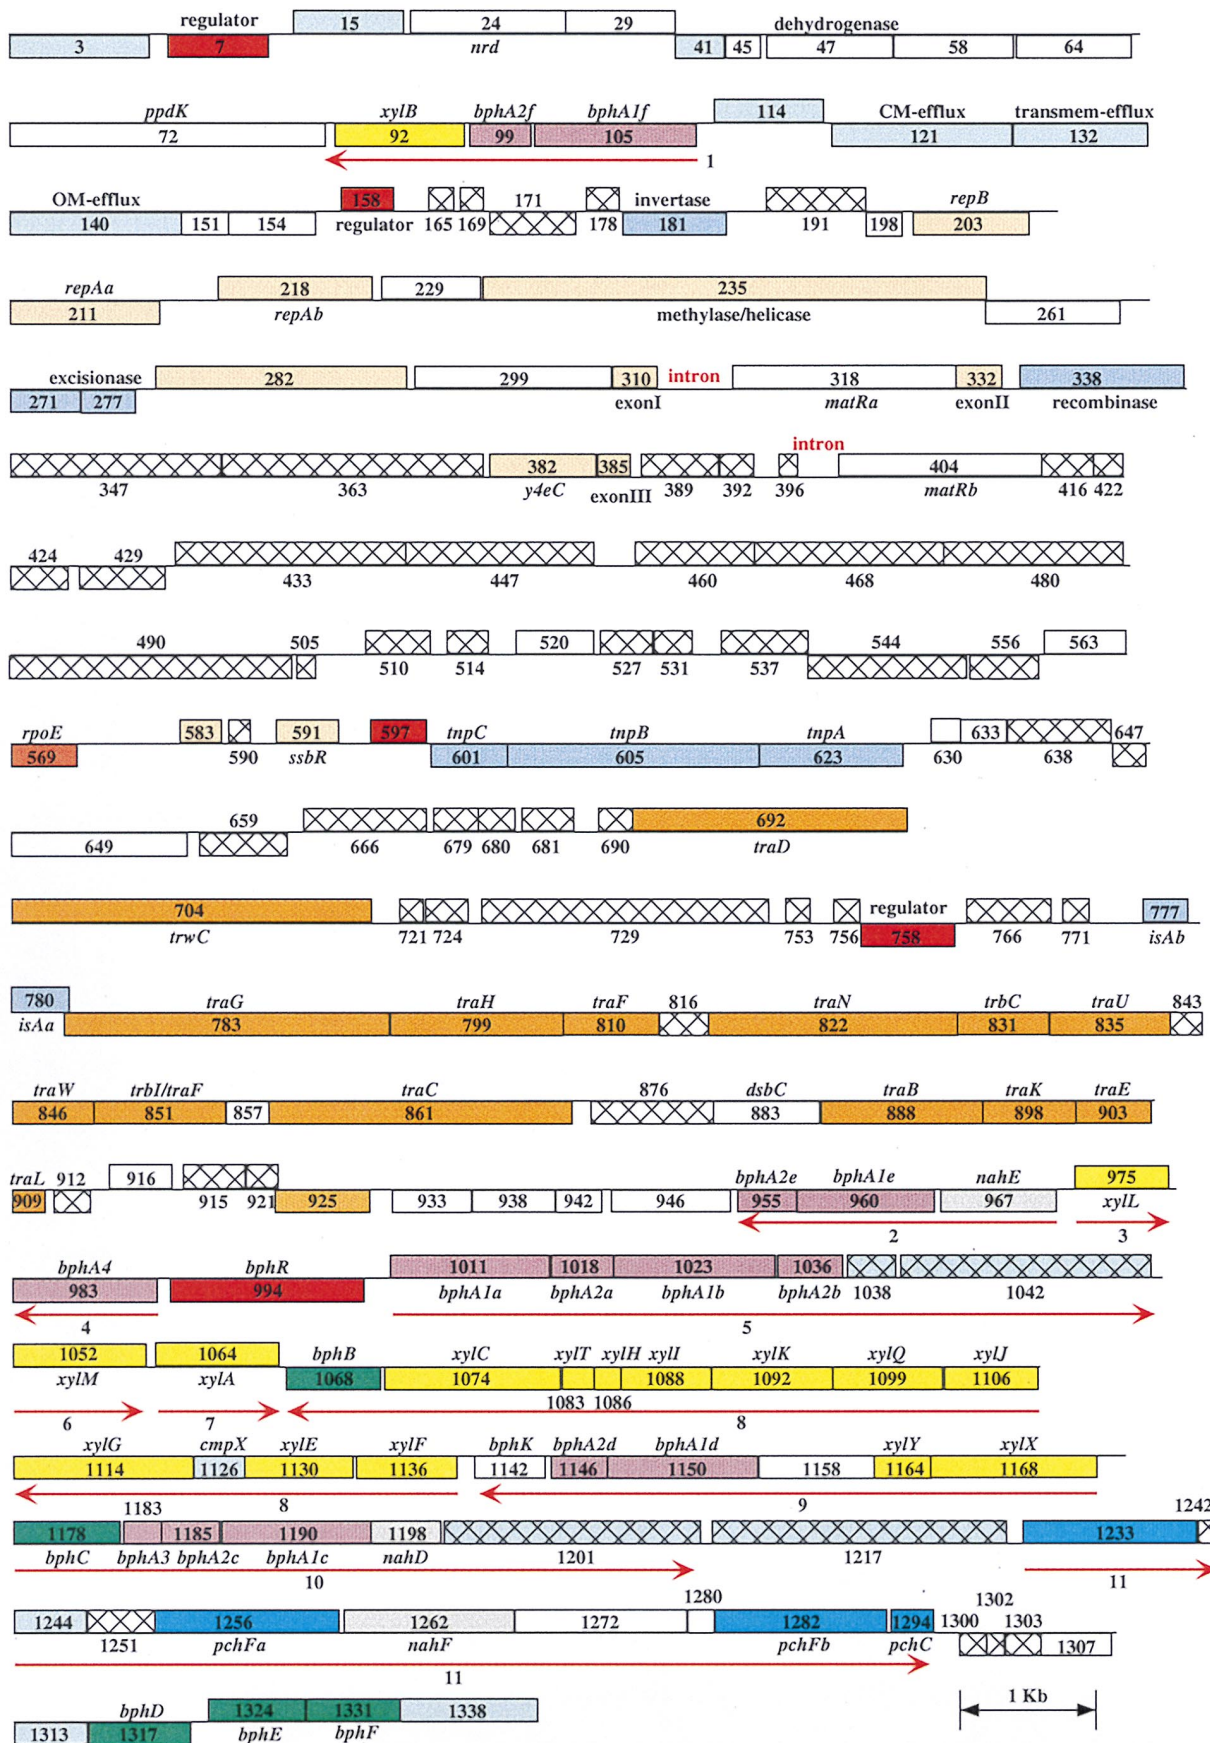 regulator 15 24 29 dehydrogenase
3 7 nrd 41 45 47 58 64
ppdK xylB bphA2f bphA1f 114 CM-efflux transmem-efflux
72 92 99 105 121 132
1
OM-efflux 158 171 invertase repB
140 151 154 regulator 165 169 178 181 191 198 203
repAa 218 229 235
211 repAb methylase/helicase 261
excisionase 282 299 310 intron 318 332 338
271 277 exonI matRa exonII recombinase
intron
382 385 404
347 363 y4eC exonIII 389 392 396 matRb 416 422
424 429
433 447 460 468 480
490 505 520 544 556 563
510 514 527 531 537
rpoE 583 591 597 tnpC tnpB tnpA 633 647
569 590 ssbR 601 605 623 630 638
659 692
649 666 679 680 681 690 traD
704 regulator 777
trwC 721 724 729 753 756 758 766 771 isAb
780 traG traH traF 816 traN trbC traU 843
isAa 783 799 810 822 831 835
traW trbI/traF traC 876 dsbC traB traK traE
846 851 857 861 883 888 898 903
traL 912 916 bphA2e bphA1e nahE 975
909 915 921 925 933 938 942 946 955 960 967 xylL
2 3
bphA4 bphR 1011 1018 1023 1036
983 994 bphA1a bphA2a bphA1b bphA2b 1038 1042
4 5
1052 1064 bphB xylC xylT xylH xylI xylK xylQ xylJ
xylM xylA 1068 1074 1088 1092 1099 1106
1083 1086
6 7 8
xylG cmpX xylE xylF bphK bphA2d bphA1d xylY xylX
1114 1126 1130 1136 1142 1146 1150 1158 1164 1168
1183 8 9 1242
1178 1185 1190 1198 1233
bphC bphA3 bphA2c bphA1c nahD 1201 1217
10 11
1280 1302
1244 1256 1262 1272 1282 1294 1300 1303
1251 pchFa nahF pchFb pchC 1307
11
bphD 1324 1331 1338 1 Kb
1313 1317 bphE bphF